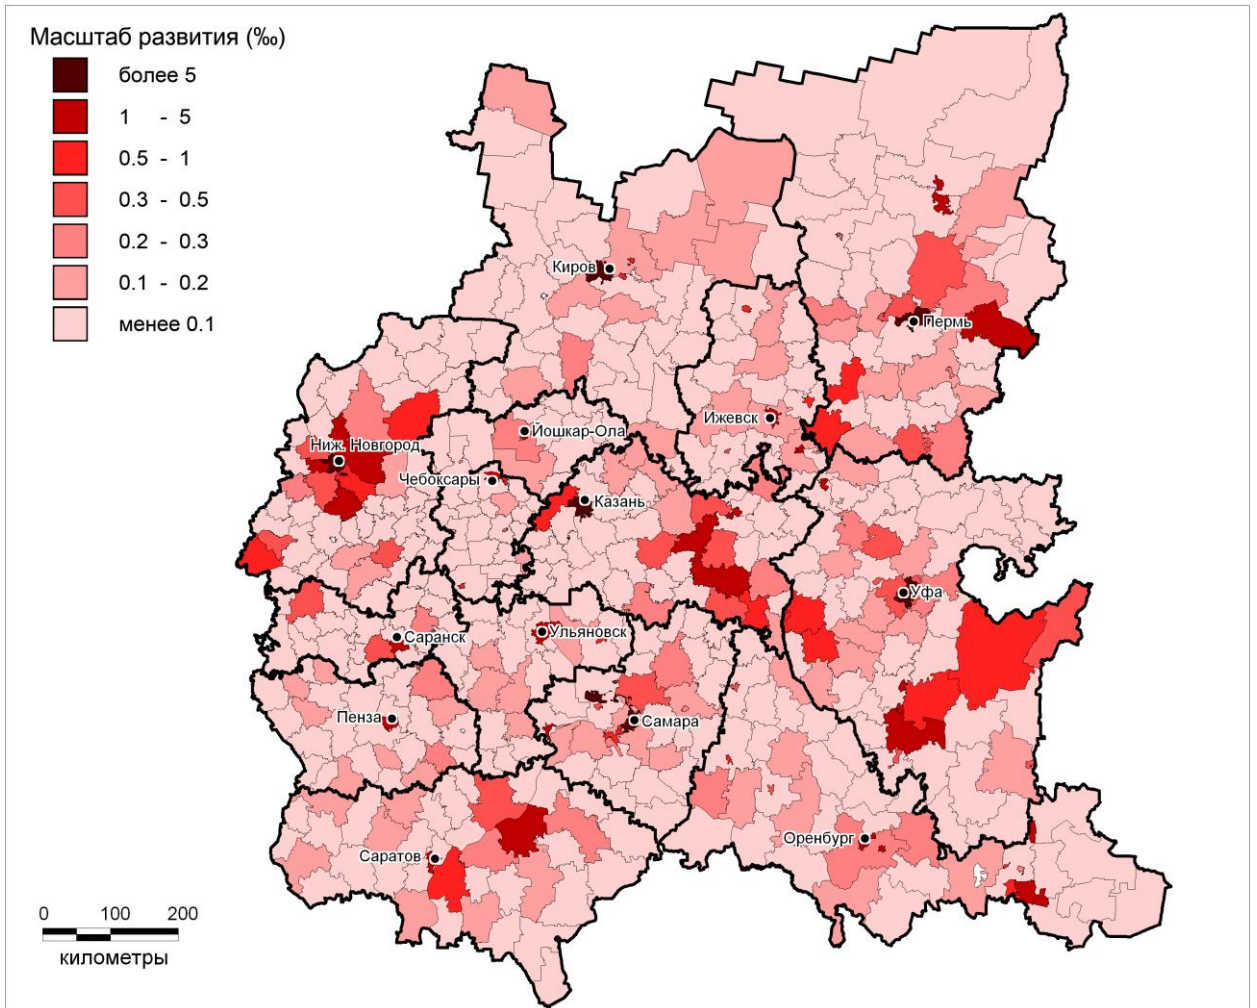 Масштаб развития (‰)
более 5
1 - 5
0.5 - 1
0.3 - 0.5
0.2 - 0.3
0.1 - 0.2
менее 0.1
Киров
Пермь
Ижевск
Йошкар-Ола
Ниж. Новгород
Чебоксары
Казань
Уфа
Ульяновск
Саранск
Пенза
Самара
Оренбург
Саратов
0 100 200
километры